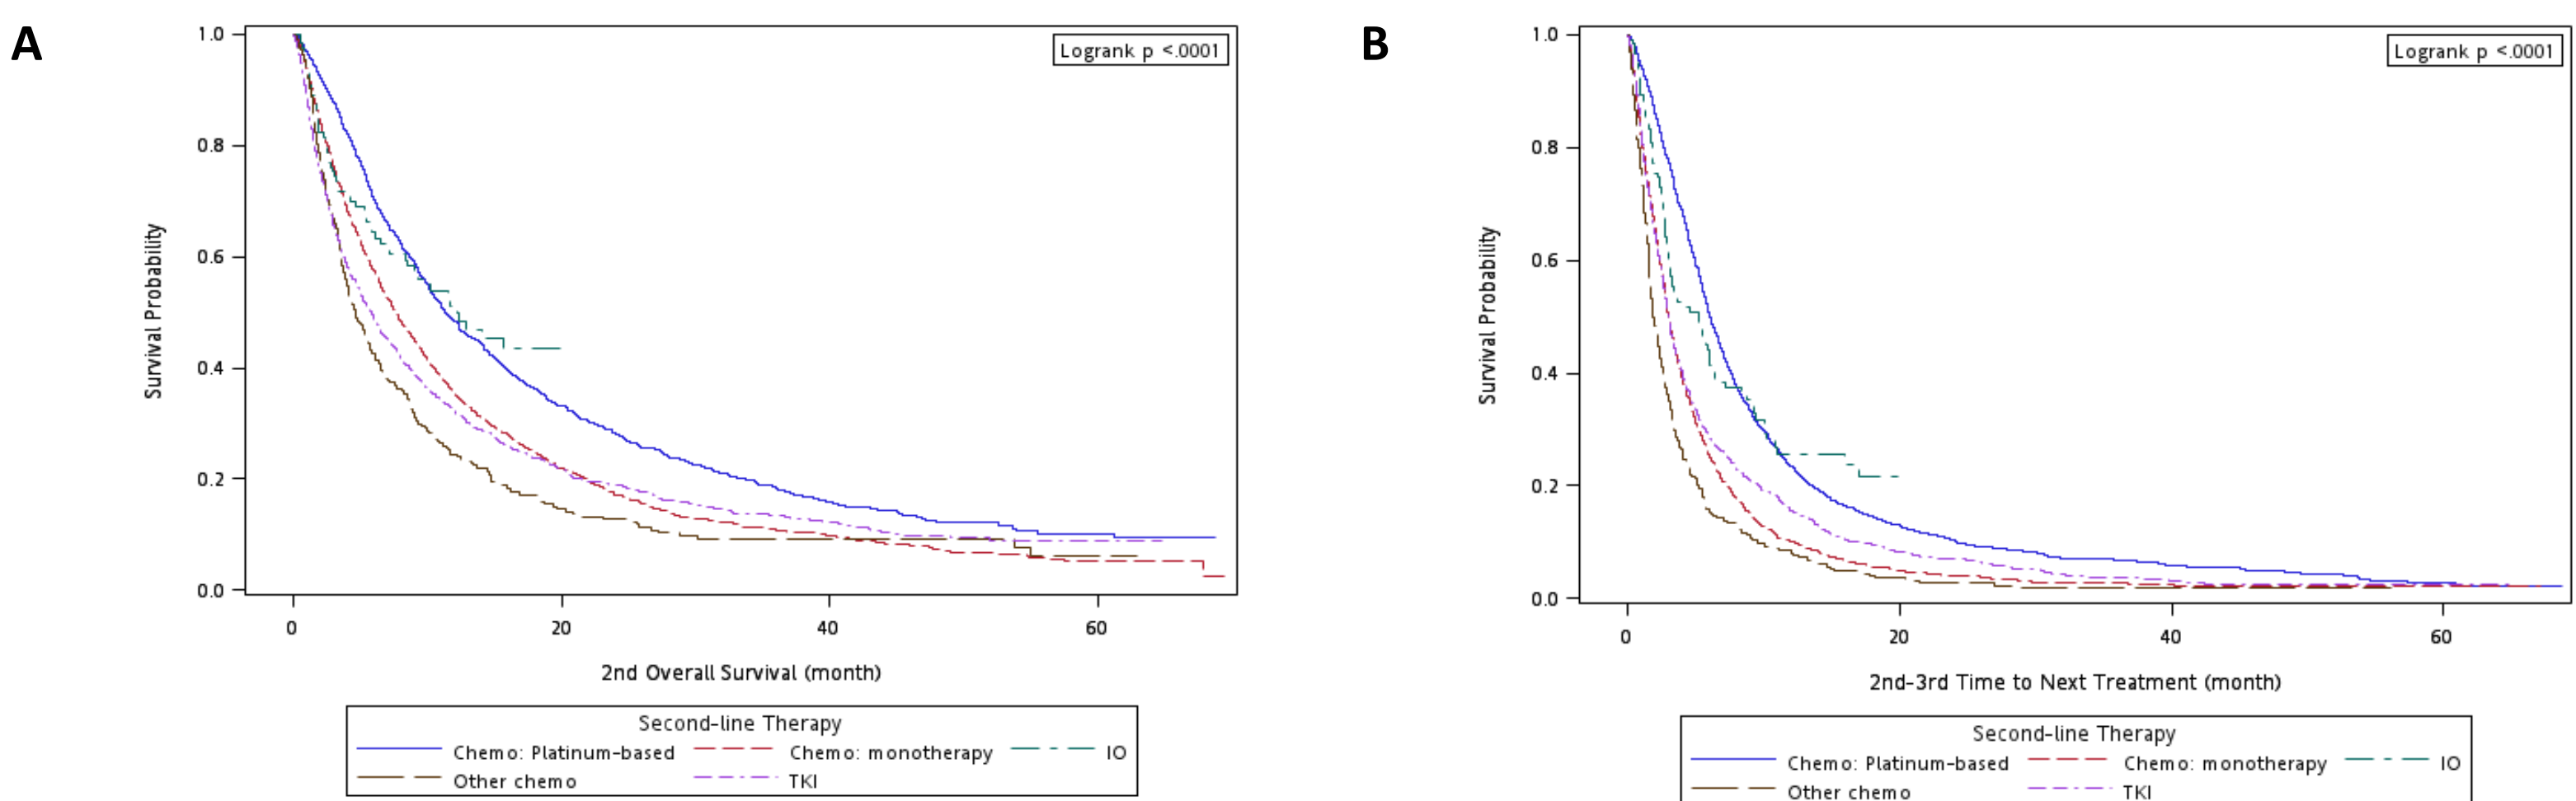 A
Logrank p <.0001
1.0
0.8
0.6
0.4
0.2
0.0
Survival Probability
0 20 40 60
2nd Overall Survival (month)
Second-line Therapy
Chemo: Platinum-based Chemo: monotherapy IO
Other chemo TKI
B
Logrank p <.0001
1.0
0.8
0.6
0.4
0.2
0.0
Survival Probability
0 20 40 60
2nd-3rd Time to Next Treatment (month)
Second-line Therapy
Chemo: Platinum-based Chemo: monotherapy IO
Other chemo TKI